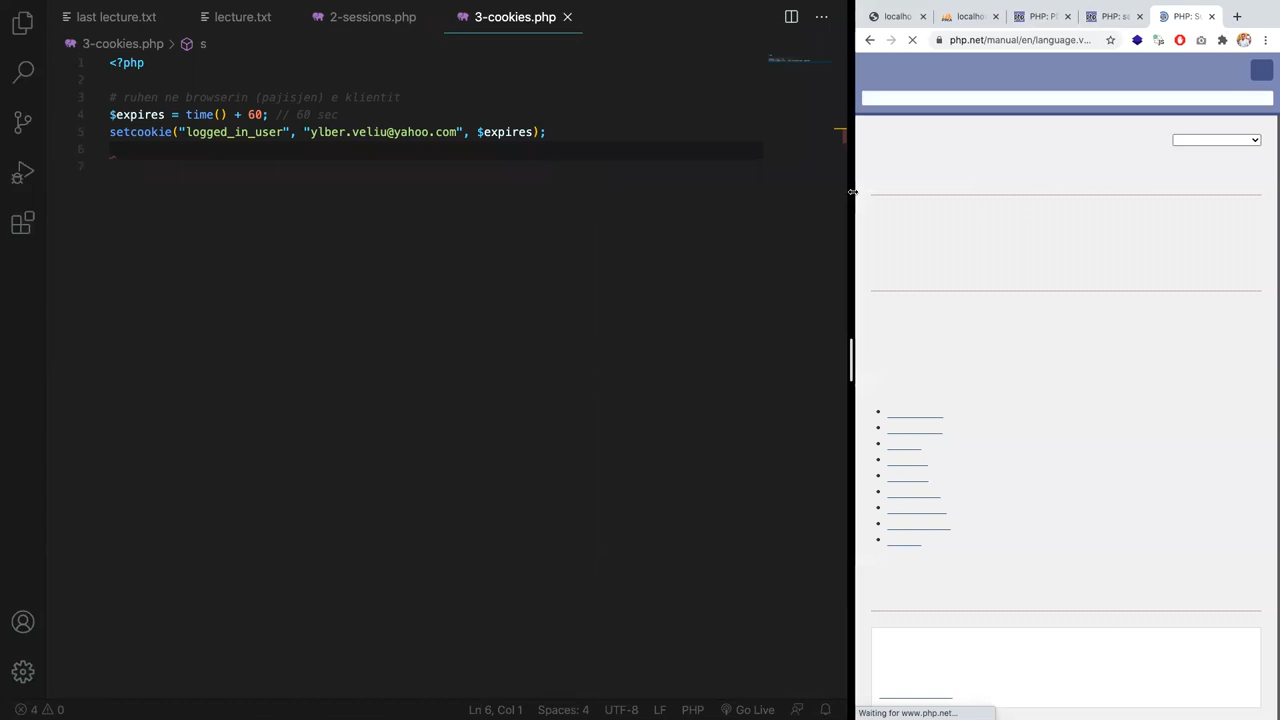 last lecture.txt
lecture.txt
2-sessions.php
3-cookies.php
3-cookies.php
s
1
<?php
2
3
# ruhen ne browserin (pajisjen) e klientit
4
$expires = time() + 60; // 60 sec
5
setcookie("logged_in_user", "ylber.veliu@yahoo.com", $expires);
6
7
4
0
Ln 6, Col 1
Spaces: 4
UTF-8
LF
PHP
Go Live
localho
localho
PHP: P
PHP: se
PHP: Su
php.net/manual/en/language.v...
Waiting for www.php.net...